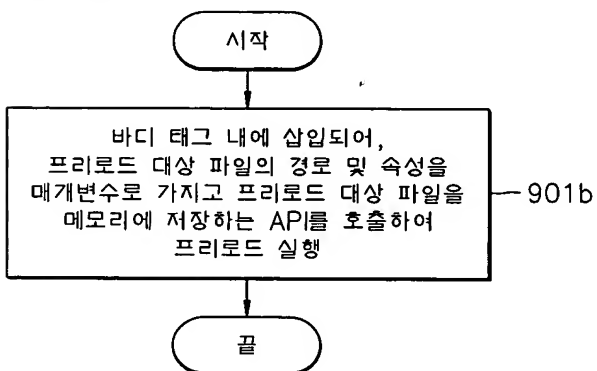 시작
바디 태그 내에 삽입되어,
프리로드 대상 파일의 경로 및 속성을
매개변수로 가지고 프리로드 대상 파일을
메모리에 저장하는 API를 호출하여
프리로드 실행
901b
끝